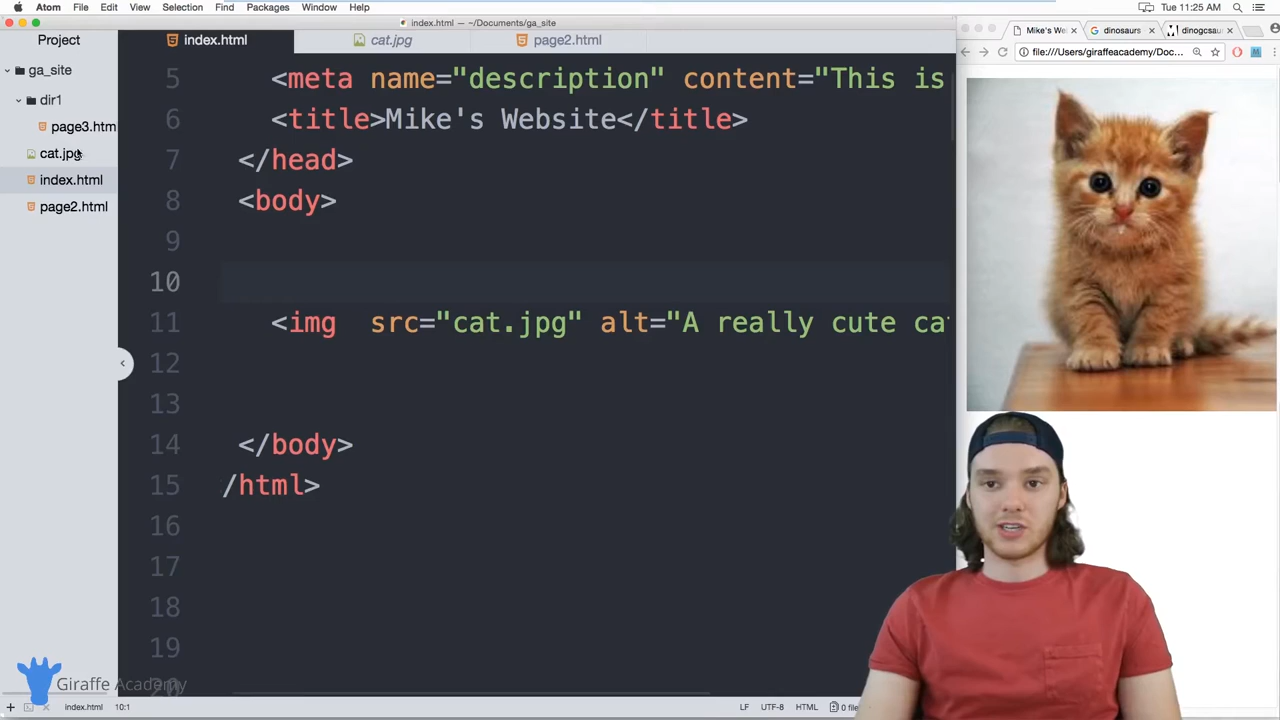 Atom File Edit View Selection Find Packages Window Help
Tue 11:25 AM
index.html — ~/Documents/ga_site
Project
index.html
cat.jpg
page2.html
Mike's We
dinosaurs
dinogcsau
file:///Users/giraffeacademy/Doc...
ga_site
dir1
page3.htm
cat.jpg
index.html
page2.html
5 <meta name="description" content="This is
6 <title>Mike's Website</title>
7 </head>
8 <body>
9
10
11 <img src="cat.jpg" alt="A really cute ca
12
13
14 </body>
15 /html>
16
17
18
19
20
Giraffe Academy
index.html 10:1
LF UTF-8 HTML 0 file